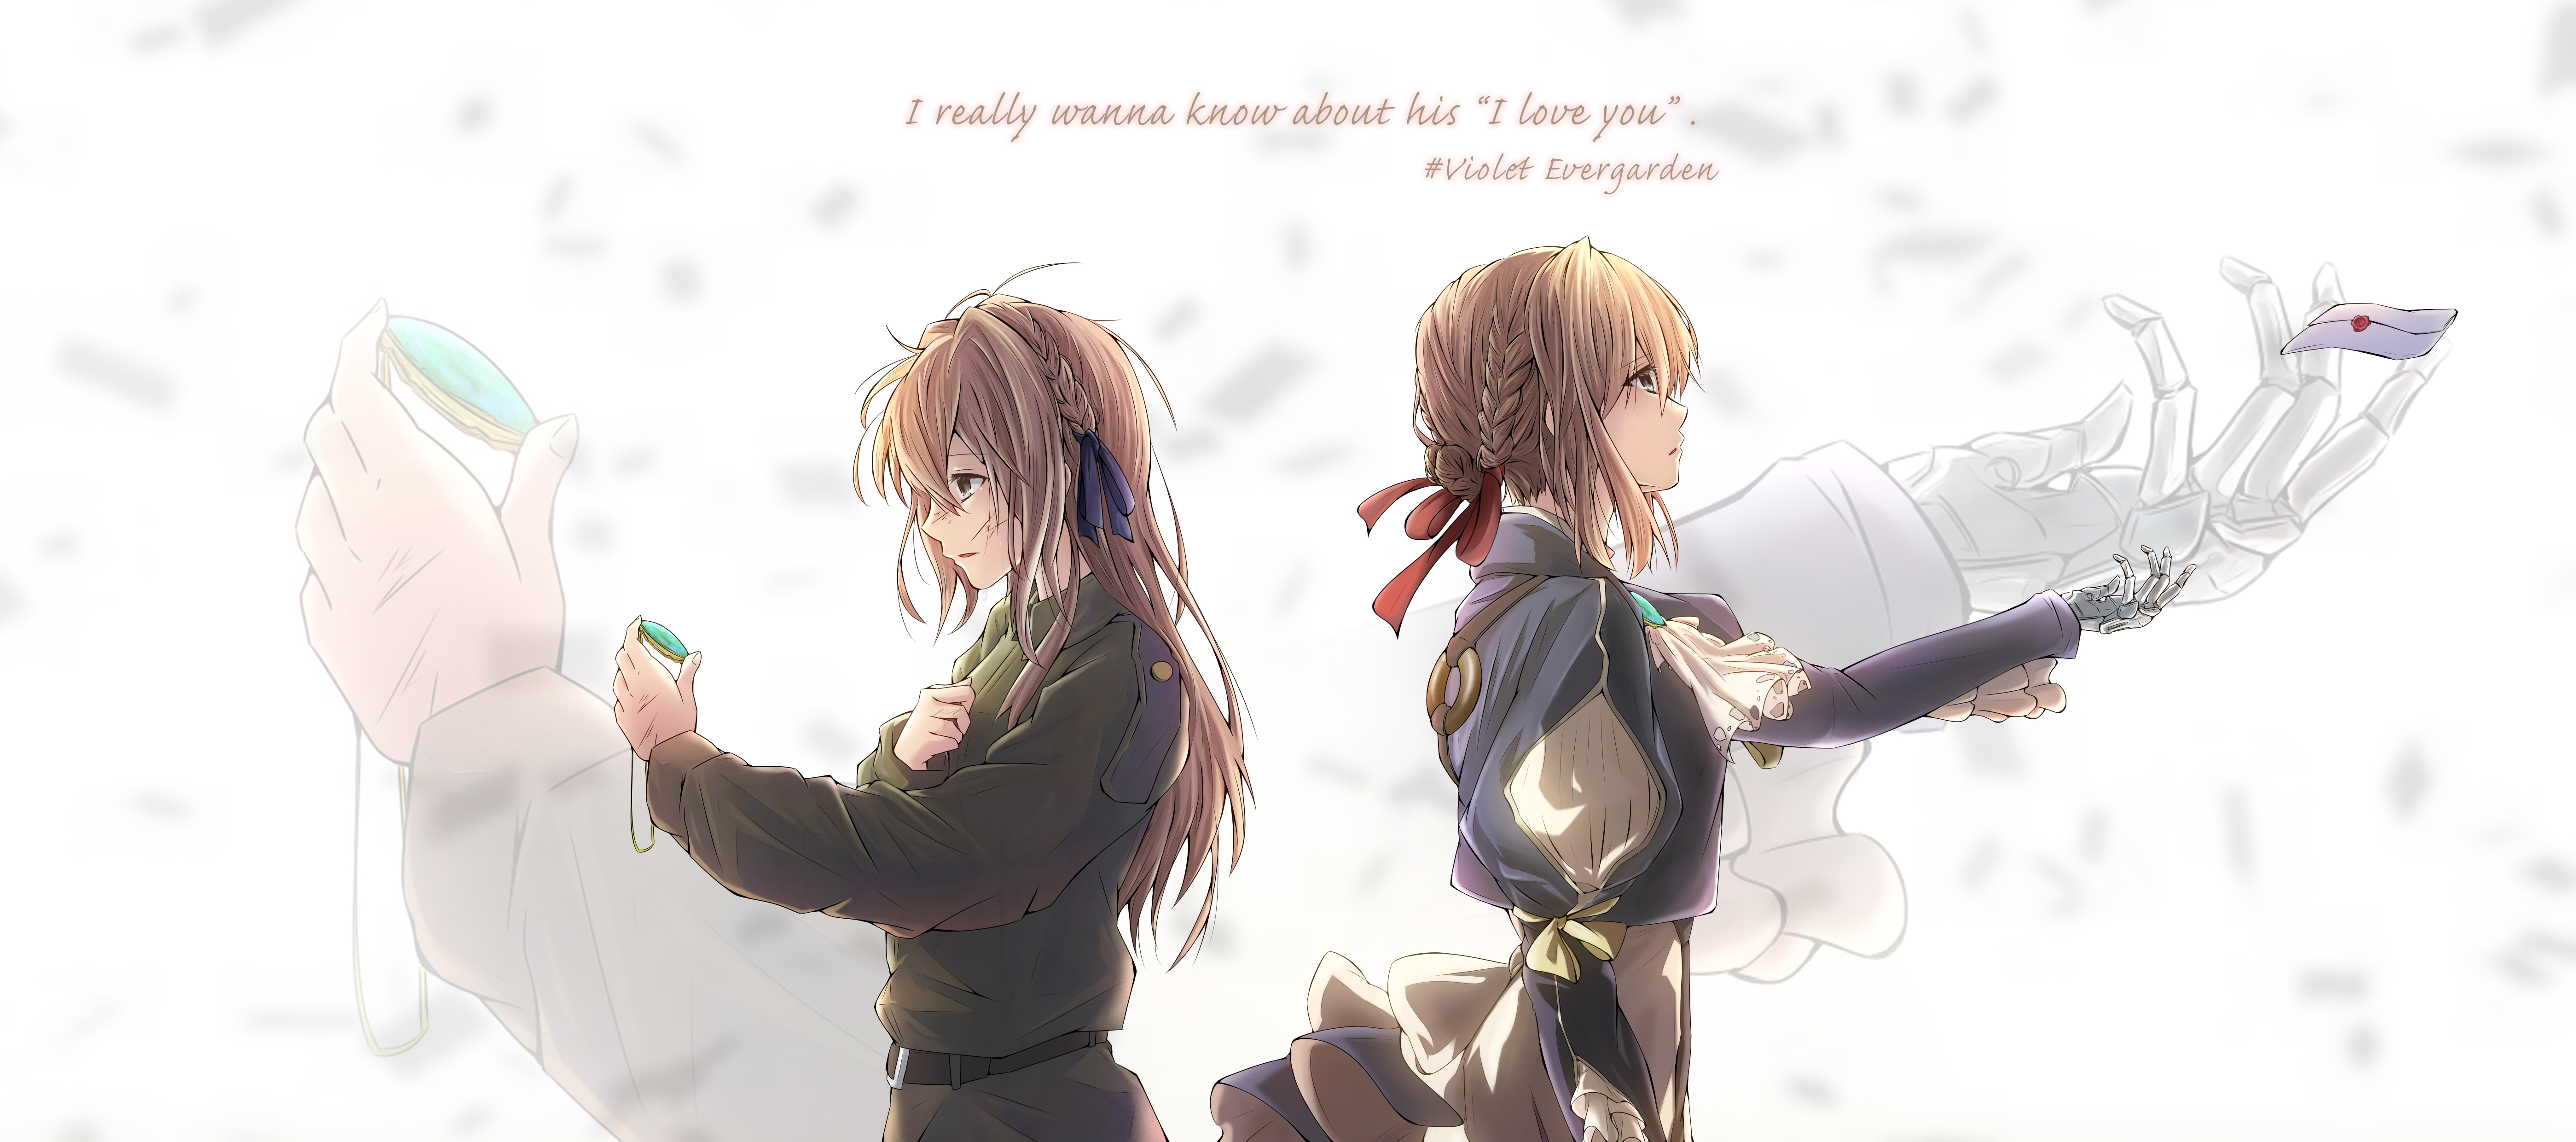 I really wanna know about his “I love you” .
#Violet Evergarden